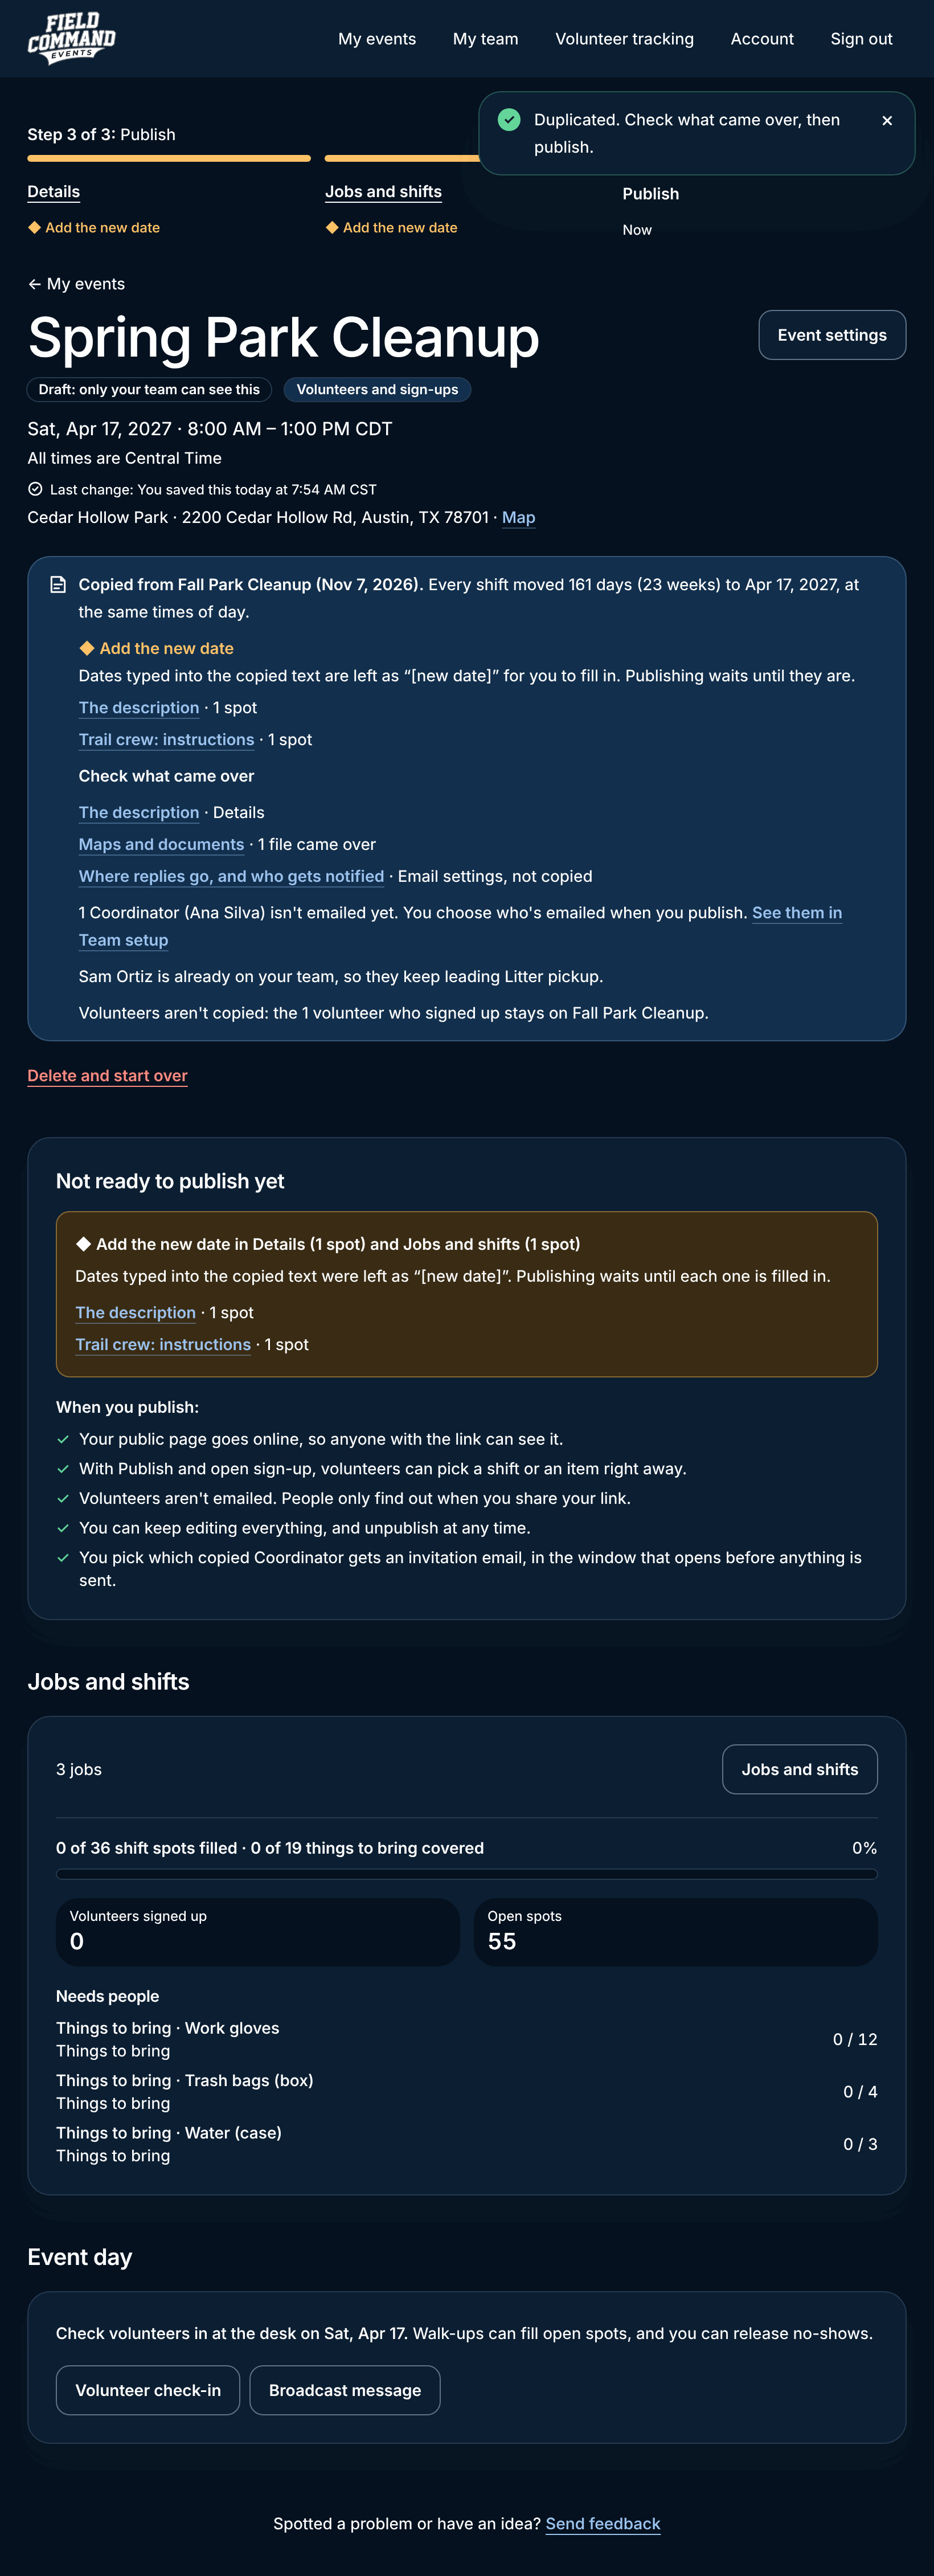 FIELD
COMMAND
EVENTS
My events
My team
Volunteer tracking
Account
Sign out
Duplicated. Check what came over, then
publish.
Step 3 of 3: Publish
Details
Jobs and shifts
Publish
Add the new date
Add the new date
Now
← My events
Spring Park Cleanup
Event settings
Draft: only your team can see this
Volunteers and sign-ups
Sat, Apr 17, 2027 · 8:00 AM – 1:00 PM CDT
All times are Central Time
Last change: You saved this today at 7:54 AM CST
Cedar Hollow Park · 2200 Cedar Hollow Rd, Austin, TX 78701 · Map
Copied from Fall Park Cleanup (Nov 7, 2026). Every shift moved 161 days (23 weeks) to Apr 17, 2027, at
the same times of day.
Add the new date
Dates typed into the copied text are left as “[new date]” for you to fill in. Publishing waits until they are.
The description · 1 spot
Trail crew: instructions · 1 spot
Check what came over
The description · Details
Maps and documents · 1 file came over
Where replies go, and who gets notified · Email settings, not copied
1 Coordinator (Ana Silva) isn't emailed yet. You choose who's emailed when you publish. See them in
Team setup
Sam Ortiz is already on your team, so they keep leading Litter pickup.
Volunteers aren't copied: the 1 volunteer who signed up stays on Fall Park Cleanup.
Delete and start over
Not ready to publish yet
Add the new date in Details (1 spot) and Jobs and shifts (1 spot)
Dates typed into the copied text were left as “[new date]”. Publishing waits until each one is filled in.
The description · 1 spot
Trail crew: instructions · 1 spot
When you publish:
Your public page goes online, so anyone with the link can see it.
With Publish and open sign-up, volunteers can pick a shift or an item right away.
Volunteers aren't emailed. People only find out when you share your link.
You can keep editing everything, and unpublish at any time.
You pick which copied Coordinator gets an invitation email, in the window that opens before anything is
sent.
Jobs and shifts
3 jobs
Jobs and shifts
0 of 36 shift spots filled · 0 of 19 things to bring covered
0%
Volunteers signed up
0
Open spots
55
Needs people
Things to bring · Work gloves
Things to bring
0 / 12
Things to bring · Trash bags (box)
Things to bring
0 / 4
Things to bring · Water (case)
Things to bring
0 / 3
Event day
Check volunteers in at the desk on Sat, Apr 17. Walk-ups can fill open spots, and you can release no-shows.
Volunteer check-in
Broadcast message
Spotted a problem or have an idea? Send feedback